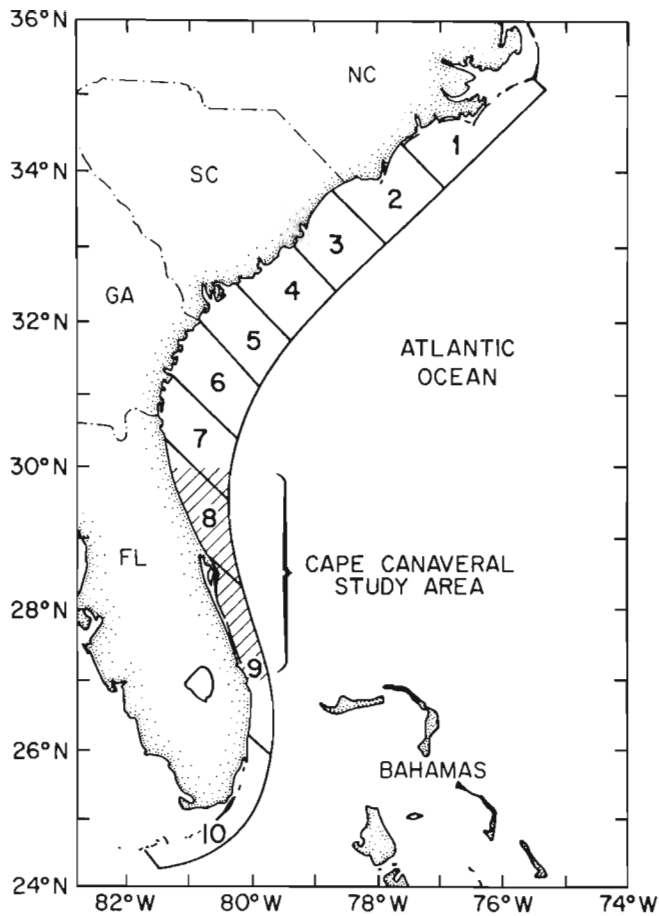 36°N
NC
34°N
SC
1
2
3
GA
4
32°N
5
ATLANTIC
OCEAN
6
7
30°N
8
FL
CAPE CANAVERAL
STUDY AREA
28°N
9
26°N
BAHAMAS
10
24°N
82°W 80°W 78°W 76°W 74°W